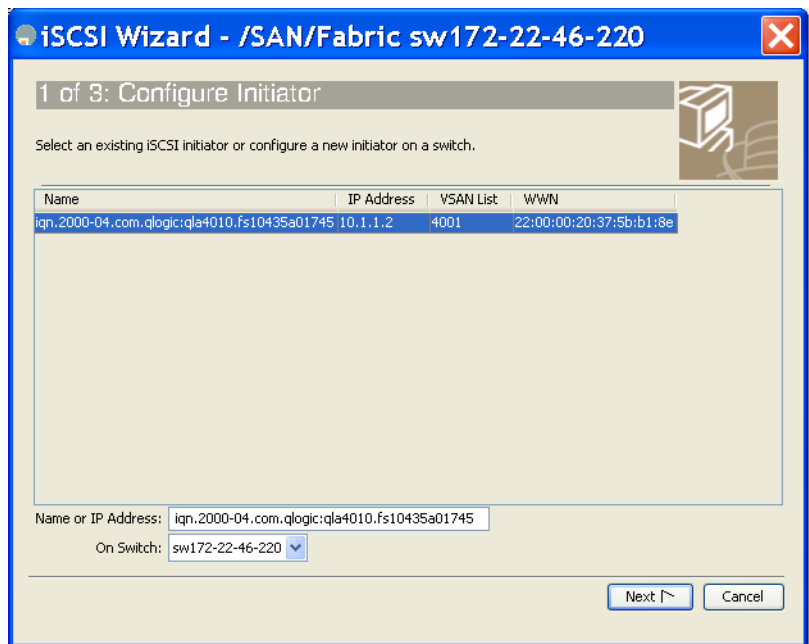 iSCSI Wizard - /SAN/Fabric sw172-22-46-220
1 of 3: Configure Initiator
Select an existing iSCSI initiator or configure a new initiator on a switch.
Name IP Address VSAN List WWN
iqn.2000-04.com.qlogic:qla4010.fs10435a01745 10.1.1.2 4001 22:00:00:20:37:5b:b1:8e
Name or IP Address: iqn.2000-04.com.qlogic:qla4010.fs10435a01745
On Switch: sw172-22-46-220
Next Cancel